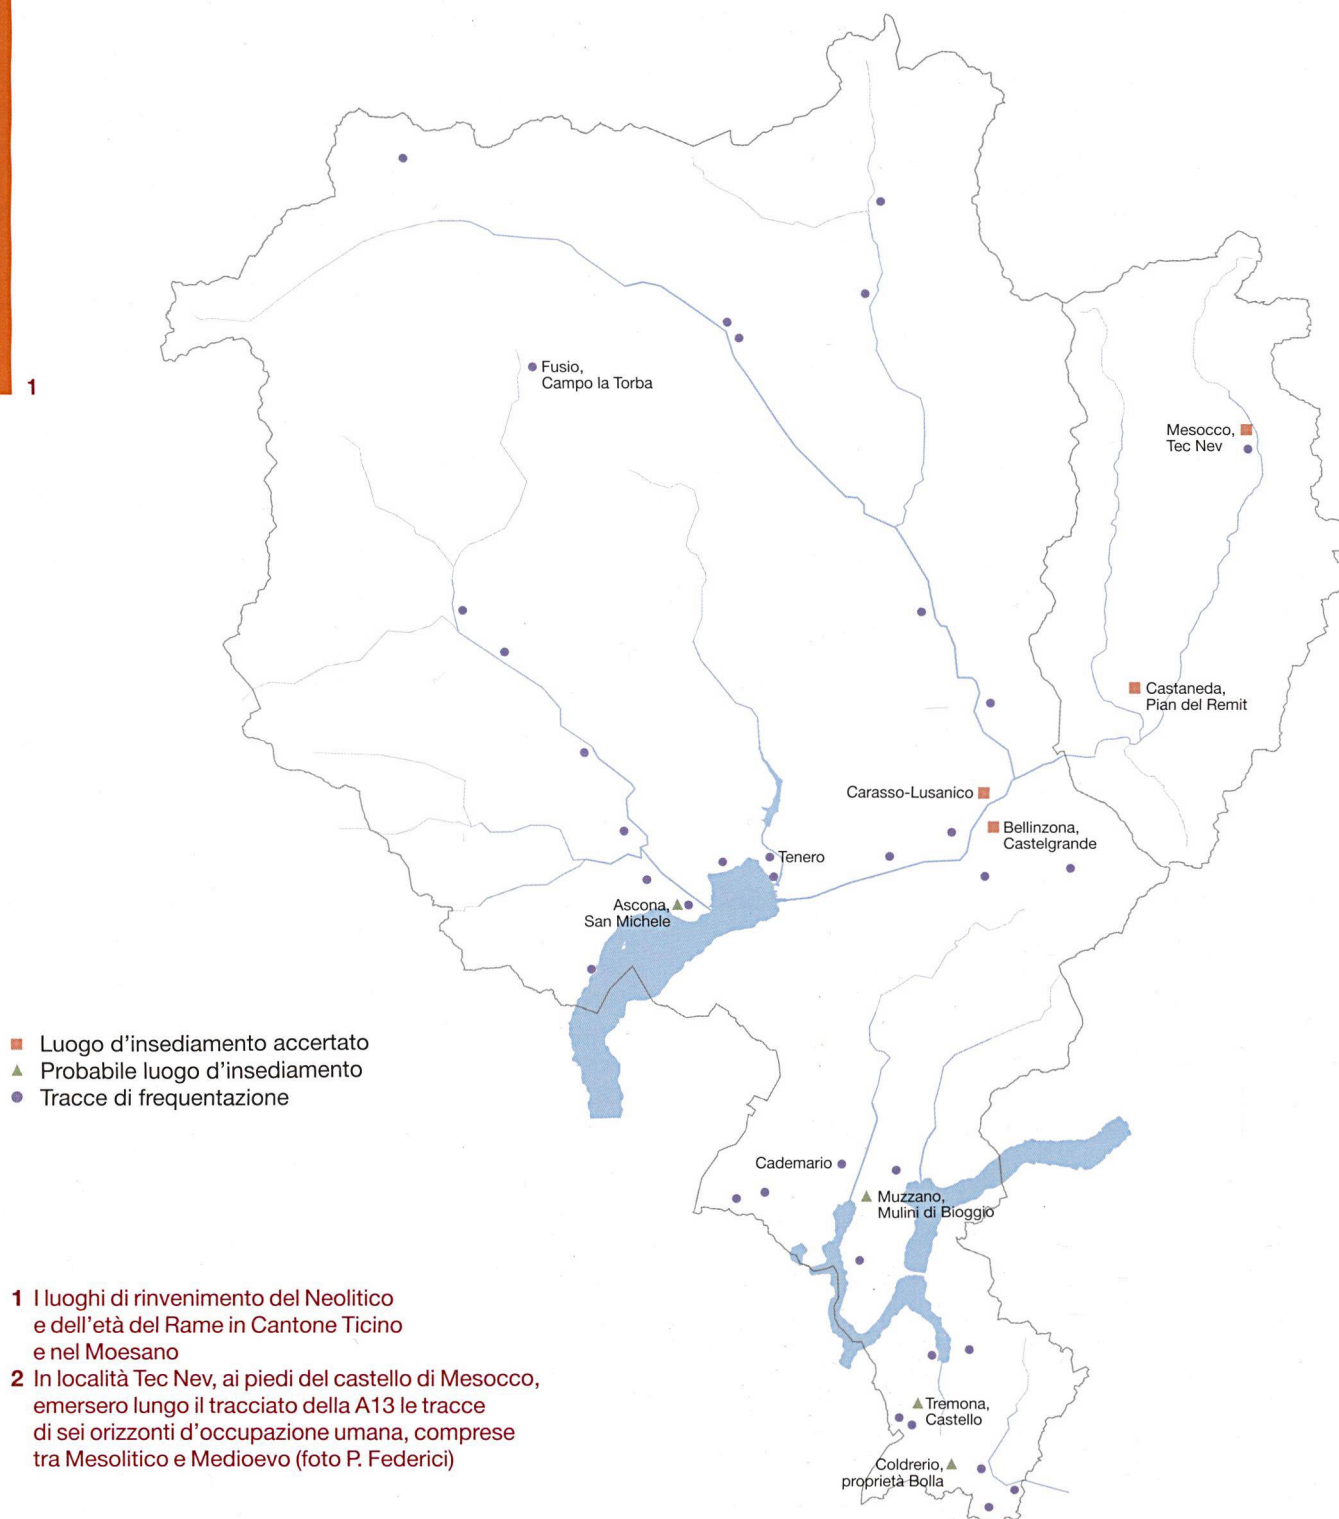 1
Fusio,
Campo la Torba
Mesocco,
Tec Nev
Castaneda,
Pian del Remit
Carasso-Lusanico
Bellinzona,
Castelgrande
Tenero
Ascona,
San Michele
Luogo d'insediamento accertato
Probabile luogo d'insediamento
Tracce di frequentazione
Cademario
Muzzano,
Mulini di Bioggio
Tremona,
Castello
Coldrerio,
proprietà Bolla
1 I luoghi di rinvenimento del Neolitico
e dell'età del Rame in Cantone Ticino
e nel Moesano
2 In località Tec Nev, ai piedi del castello di Mesocco,
emersero lungo il tracciato della A13 le tracce
di sei orizzonti d'occupazione umana, comprese
tra Mesolitico e Medioevo (foto P. Federici)